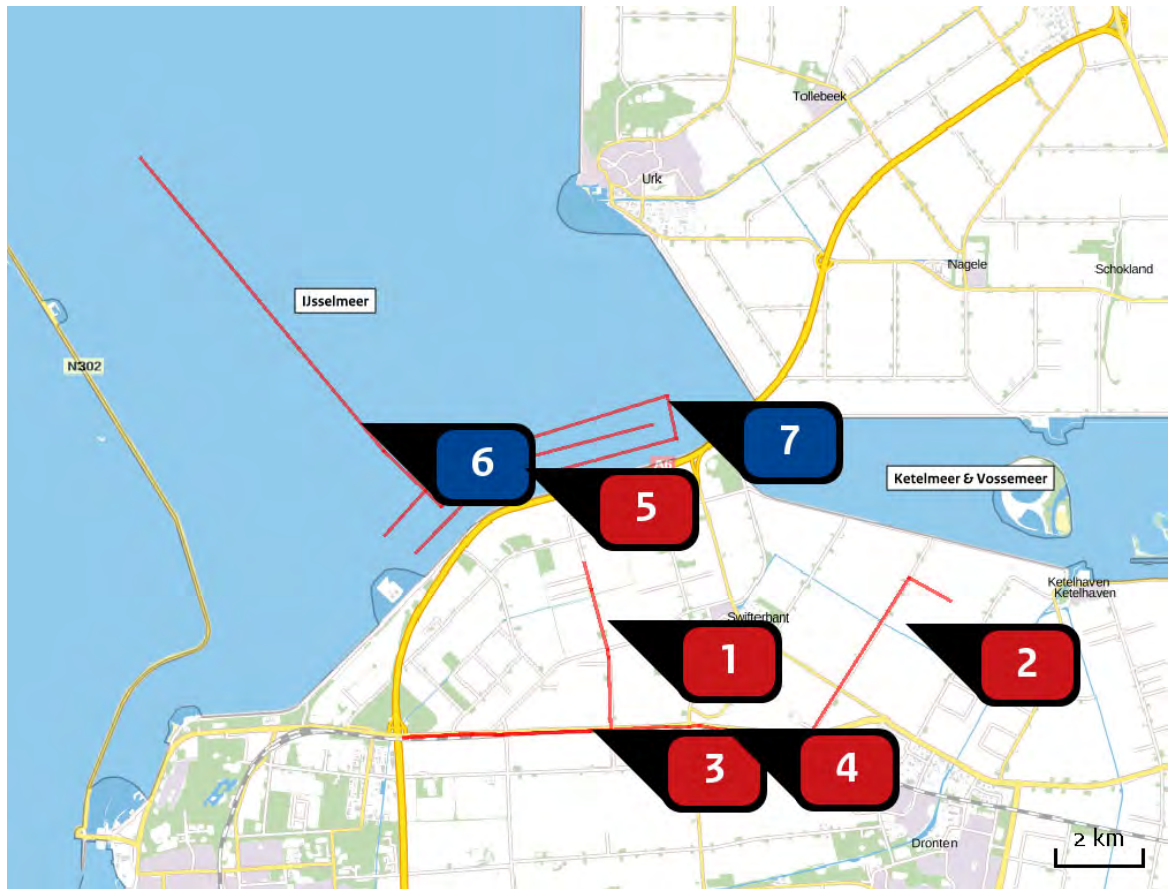 Tollebeek
Urk
Nagele
Schokland
IJsselmeer
N302
6
7
A6
Ketelmeer & Vossemeer
5
Ketelhaven
Ketelhaven
Swifterbant
1
2
3
4
Dronten
2 km